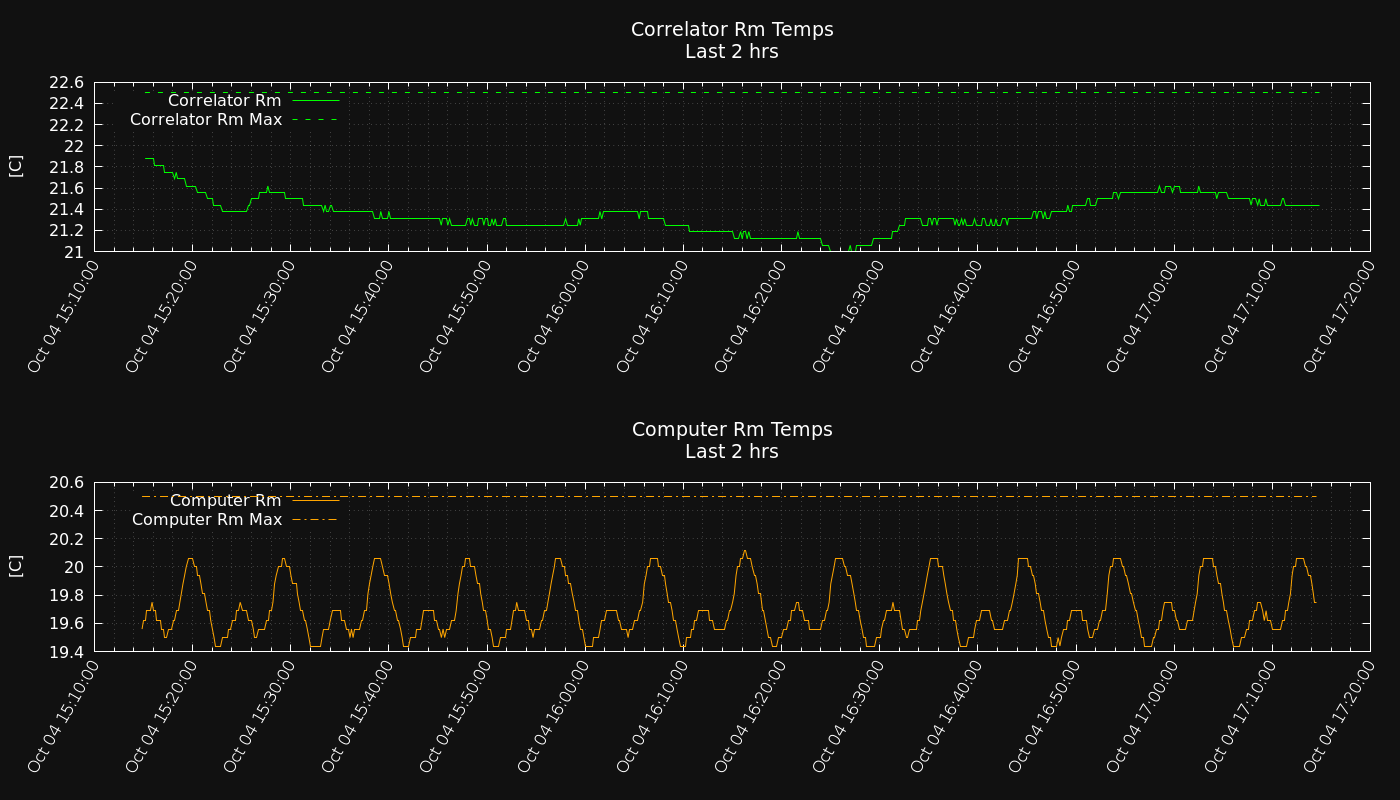 Correlator Rm Temps
Last 2 hrs
[C]
22.6
22.4
22.2
22
21.8
21.6
21.4
21.2
21
Correlator Rm
Correlator Rm Max
Oct 04 15:10:00
Oct 04 15:20:00
Oct 04 15:30:00
Oct 04 15:40:00
Oct 04 15:50:00
Oct 04 16:00:00
Oct 04 16:10:00
Oct 04 16:20:00
Oct 04 16:30:00
Oct 04 16:40:00
Oct 04 16:50:00
Oct 04 17:00:00
Oct 04 17:10:00
Oct 04 17:20:00
Computer Rm Temps
Last 2 hrs
[C]
20.6
20.4
20.2
20
19.8
19.6
19.4
Computer Rm
Computer Rm Max
Oct 04 15:10:00
Oct 04 15:20:00
Oct 04 15:30:00
Oct 04 15:40:00
Oct 04 15:50:00
Oct 04 16:00:00
Oct 04 16:10:00
Oct 04 16:20:00
Oct 04 16:30:00
Oct 04 16:40:00
Oct 04 16:50:00
Oct 04 17:00:00
Oct 04 17:10:00
Oct 04 17:20:00